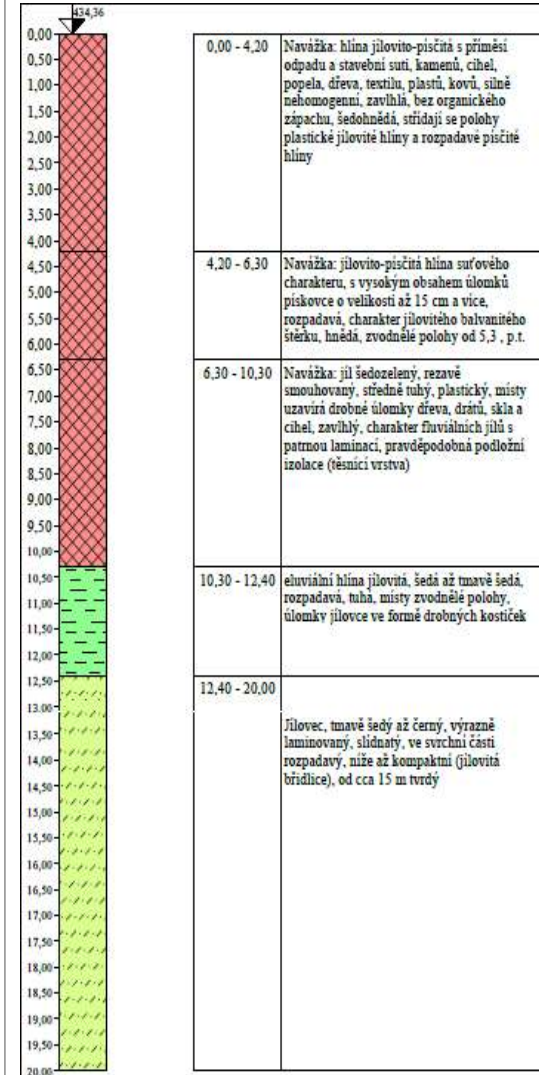 434,36
0,00
0,50
1,00
1,50
2,00
2,50
3,00
3,50
4,00
4,50
5,00
5,50
6,00
6,50
7,00
7,50
8,00
8,50
9,00
9,50
10,00
10,50
11,00
11,50
12,00
12,50
13.00
13,50
14,00
14,50
15,00
15,50
16,00
16,50
17,00
17,50
18,00
18,50
19,00
19,50
20,00
0,00 - 4,20
Navážka: hlína jílovito-písčitá s příměsí
odpadu a stavební suti, kamenů, cihel,
popela, dřeva, textilu, plastů, kovů, silně
nehomogenní, zavlhlá, bez organického
zápachu, šedohnědá, střídají se polohy
plastické jílovité hlíny a rozpadavé písčité
hlíny
4,20 - 6,30
Navážka: jílovito-písčitá hlína suťového
charakteru, s vysokým obsahem úlomků
pískovce o velikosti až 15 cm a více,
rozpadavá, charakter jílovitého balvanitého
štěrku, hnědá, zvodnělé polohy od 5,3 , p.t.
6,30 - 10,30
Navážka: jíl šedozelený, rezavě
smouhovaný, středně tuhý, plastický, místy
uzavírá drobné úlomky dřeva, drátů, skla a
cihel, zavlhlý, charakter fluviálních jílů s
patrnou laminací, pravděpodobná podložní
izolace (těsnící vrstva)
10,30 - 12,40
eluviální hlína jílovitá, šedá až tmavě šedá,
rozpadavá, tuhá, místy zvodnělé polohy,
úlomky jílovce ve formě drobných kostiček
12,40 - 20,00
Jílovec, tmavě šedý až černý, výrazně
laminovaný, slídnatý, ve svrchní části
rozpadavý, níže až kompaktní (jílovitá
břidlice), od cca 15 m tvrdý